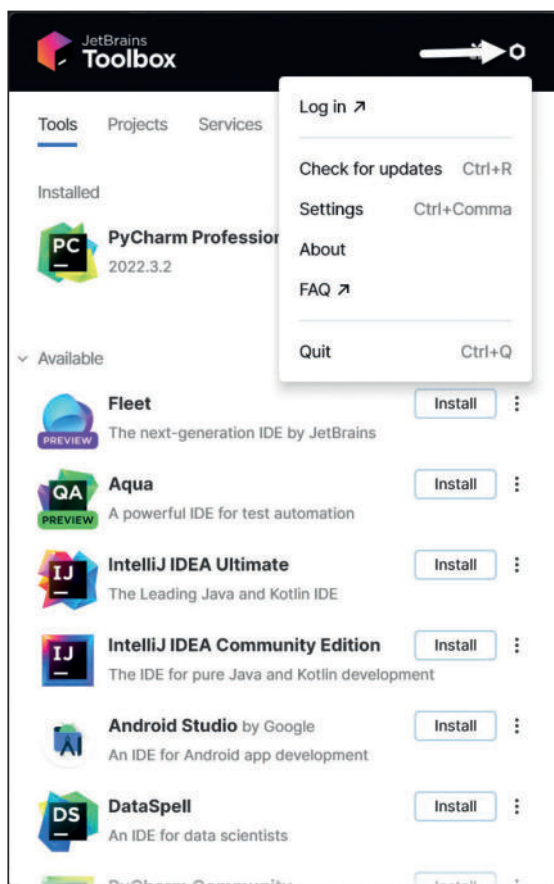 JetBrains
Toolbox
Log in ↗
Tools Projects Services
Check for updates Ctrl+R
Installed
Settings Ctrl+Comma
PC
PyCharm Profession
About
2022.3.2
FAQ ↗
Quit Ctrl+Q
Available
Fleet Install
PREVIEW
The next-generation IDE by JetBrains
QA
Aqua Install
PREVIEW
A powerful IDE for test automation
IJ
IntelliJ IDEA Ultimate Install
The Leading Java and Kotlin IDE
IJ
IntelliJ IDEA Community Edition Install
The IDE for pure Java and Kotlin development
Android Studio by Google Install
An IDE for Android app development
DS
DataSpell Install
An IDE for data scientists
PyCharm Community Install